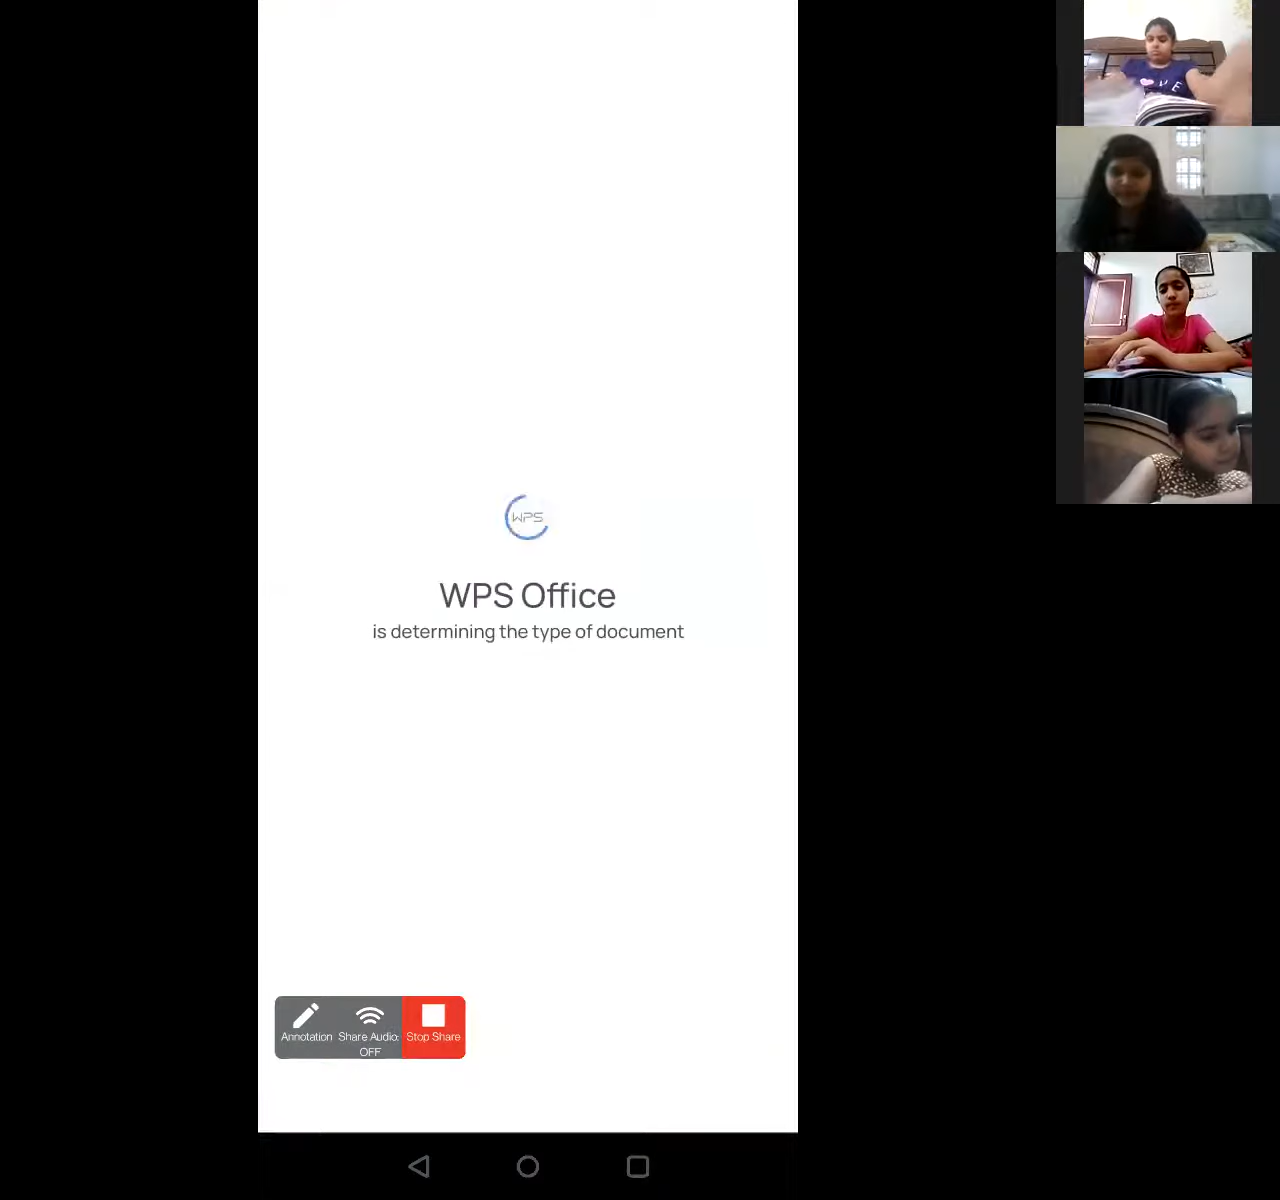 WPS
WPS Office
is determining the type of document
Annotation
Share Audio:
OFF
Stop Share